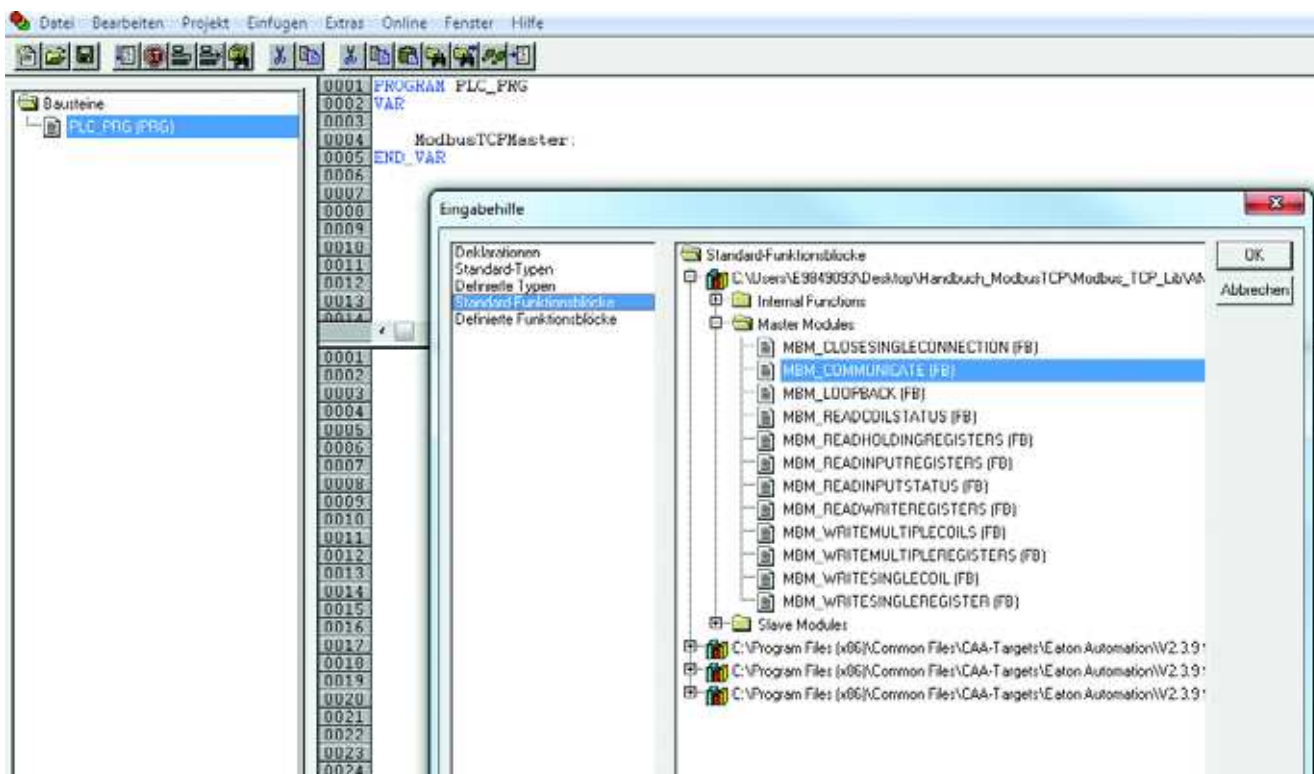 Datei Bearbeiten Projekt Einfügen Extras Online Fenster Hilfe
Bausteine
PLC_PRG (PRG)
0001 PROGRAM PLC_PRG
0002 VAR
0003
0004 ModbusTCPMaster:
0005 END_VAR
0006
0007
0008
0009
0010
0011
0012
0013
0014
Eingabehilfe
Deklarationen
Standard-Typen
Definierte Typen
Standard-Funktionsblöcke
Definierte Funktionsblöcke
Standard-Funktionsblöcke
C:\Users\E9849093\Desktop\Handbuch_ModbusTCP\Modbus_TCP_Lib\
Internal Functions
Master Modules
MBM_CLOSESINGLECONNECTION (FB)
MBM_COMMUNICATE (FB)
MBM_LOOPBACK (FB)
MBM_READCOILSTATUS (FB)
MBM_READHOLDINGREGISTERS (FB)
MBM_READINPUTREGISTERS (FB)
MBM_READINPUTSTATUS (FB)
MBM_READWRITEREGISTERS (FB)
MBM_WRITEMULTIPLECOILS (FB)
MBM_WRITEMULTIPLEREGISTERS (FB)
MBM_WRITESINGLECOIL (FB)
MBM_WRITESINGLEREGISTER (FB)
Slave Modules
C:\Program Files (x86)\Common Files\CAA-Targets\Eaton Automation\V2.3.9
C:\Program Files (x86)\Common Files\CAA-Targets\Eaton Automation\V2.3.9
C:\Program Files (x86)\Common Files\CAA-Targets\Eaton Automation\V2.3.9
OK
Abbrechen
0001
0002
0003
0004
0005
0006
0007
0008
0009
0010
0011
0012
0013
0014
0015
0016
0017
0018
0019
0020
0021
0022
0023
0024